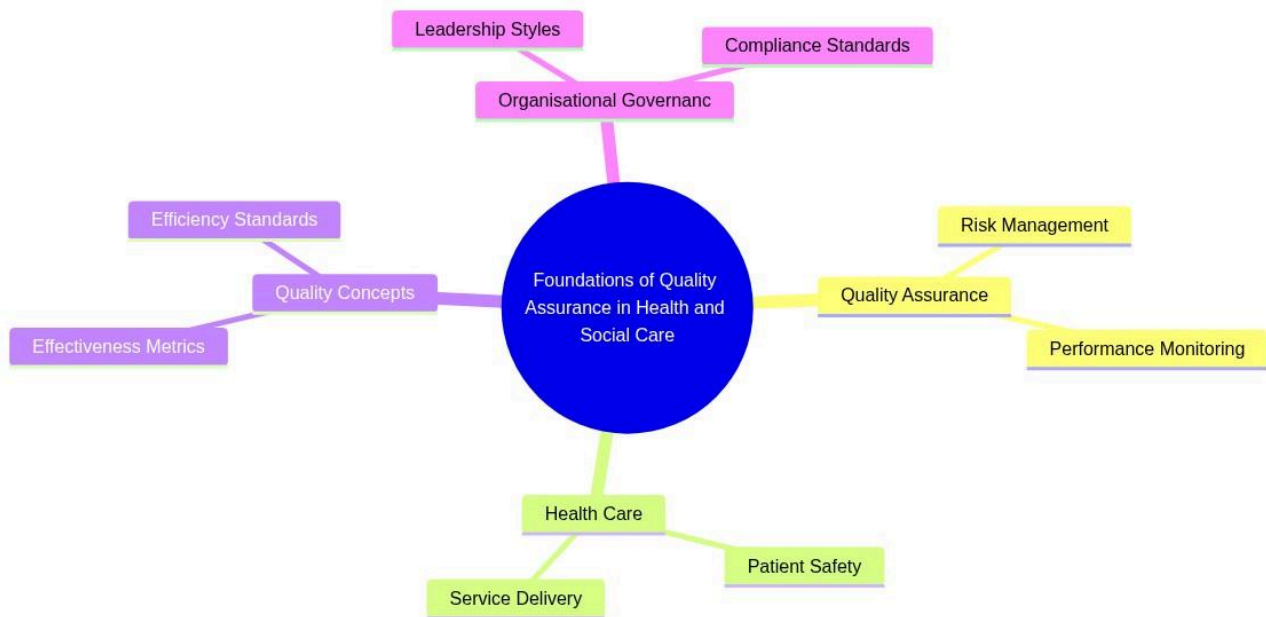 Leadership Styles
Compliance Standards
Organisational Governanc
Efficiency Standards
Risk Management
Foundations of Quality
Assurance in Health and
Social Care
Quality Concepts
Quality Assurance
Effectiveness Metrics
Performance Monitoring
Health Care
Patient Safety
Service Delivery